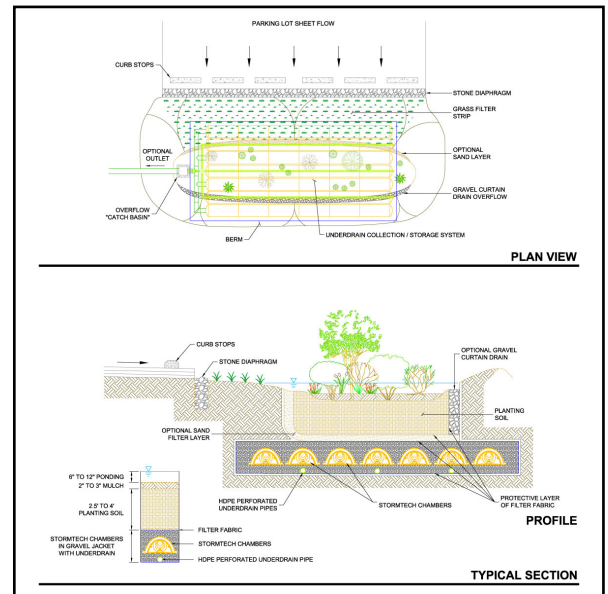 PARKING LOT SHEET FLOW
CURB STOPS
STONE DIAPHRAGM
GRASS FILTER
STRIP
OPTIONAL
OUTLET
OPTIONAL
SAND LAYER
GRAVEL CURTAIN
DRAIN OVERFLOW
OVERFLOW
"CATCH BASIN"
BERM
UNDERDRAIN COLLECTION / STORAGE SYSTEM
PLAN VIEW
CURB STOPS
STONE DIAPHRAGM
OPTIONAL GRAVEL
CURTAIN DRAIN
PLANTING
SOIL
OPTIONAL SAND
FILTER LAYER
6" TO 12" PONDING
2" TO 3" MULCH
2.5' TO 4'
PLANTING SOIL
HDPE PERFORATED
UNDERDRAIN PIPES
STORMTECH CHAMBERS
PROTECTIVE LAYER
OF FILTER FABRIC
PROFILE
FILTER FABRIC
STORMTECH CHAMBERS
IN GRAVEL JACKET
WITH UNDERDRAIN
STORMTECH CHAMBERS
HDPE PERFORATED UNDERDRAIN PIPE
TYPICAL SECTION